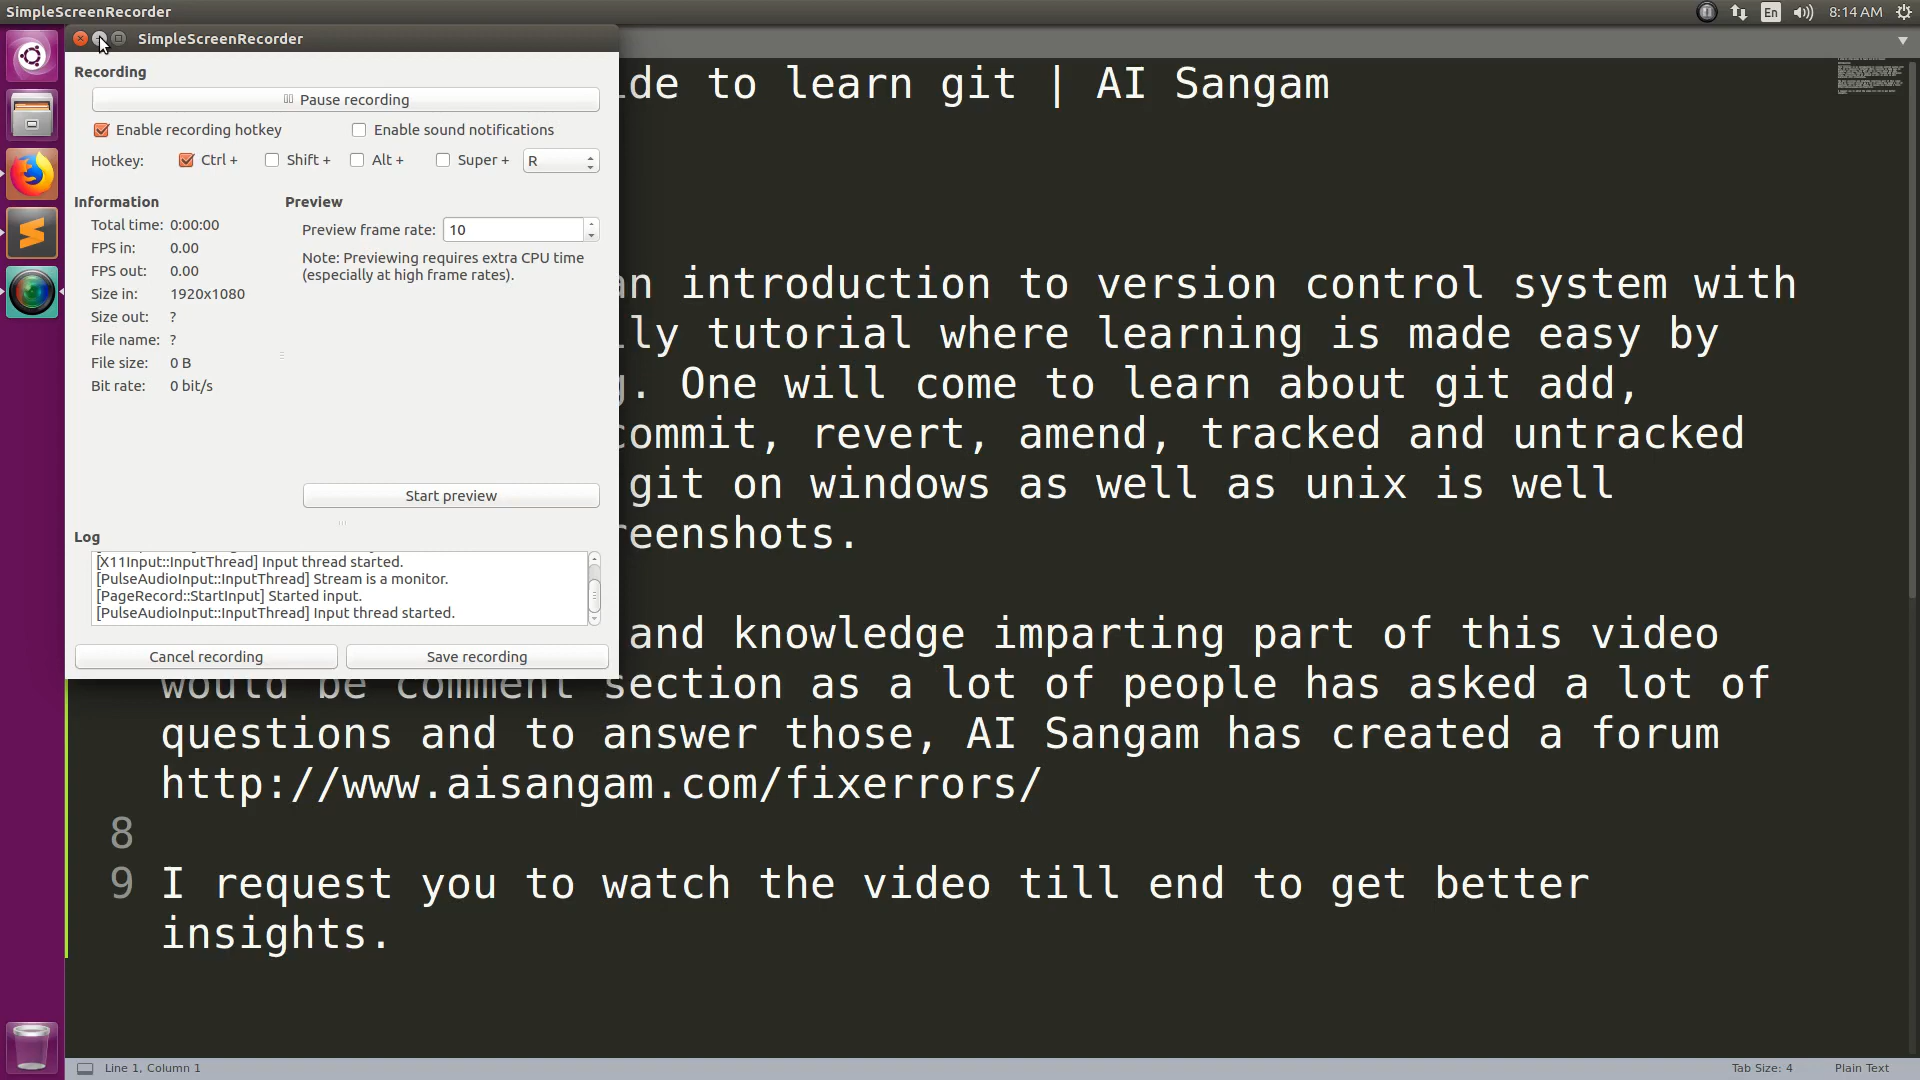 SimpleScreenRecorder
En
8:14 AM
SimpleScreenRecorder
Recording
Pause recording
Enable recording hotkey
Enable sound notifications
Hotkey:
Ctrl +
Shift +
Alt +
Super +
R
Information
Total time: 0:00:00
FPS in: 0.00
FPS out: 0.00
Size in: 1920x1080
Size out: ?
File name: ?
File size: 0 B
Bit rate: 0 bit/s
Preview
Preview frame rate: 10
Note: Previewing requires extra CPU time
(especially at high frame rates).
Start preview
Log
[X11Input::InputThread] Input thread started.
[PulseAudioInput::InputThread] Stream is a monitor.
[PageRecord::StartInput] Started input.
[PulseAudioInput::InputThread] Input thread started.
Cancel recording
Save recording
to learn git | AI Sangam
introduction to version control system with
tutorial where learning is made easy by
. One will come to learn about git add,
commit, revert, amend, tracked and untracked
git on windows as well as unix is well
and knowledge imparting part of this video
would be comment section as a lot of people has asked a lot of
questions and to answer those, AI Sangam has created a forum
http://www.aisangam.com/fixerrors/
8
9 I request you to watch the video till end to get better
insights.
Line 1, Column 1
Tab Size: 4
Plain Text